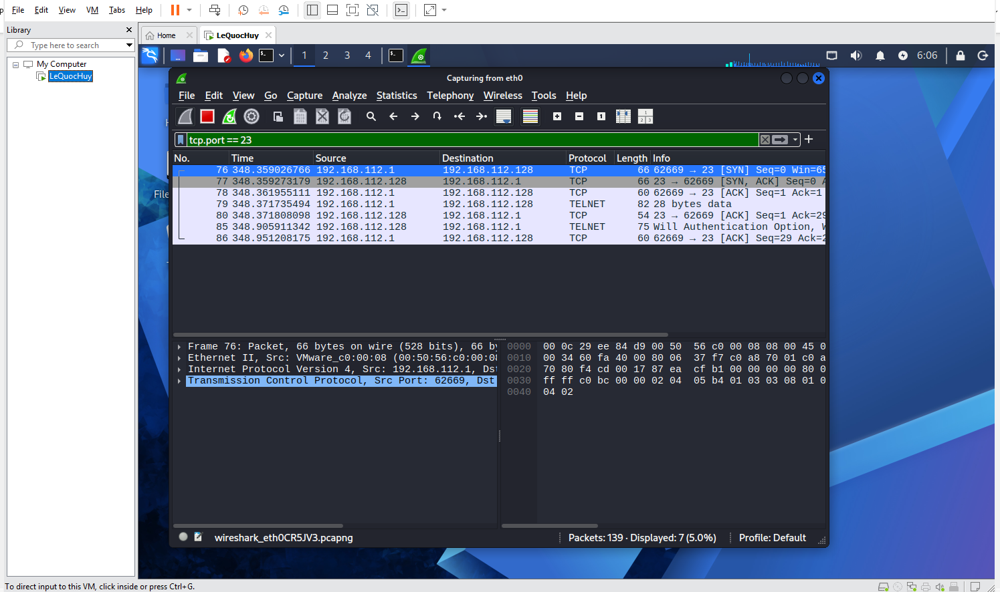 File Edit View VM Tabs Help
Library
Type here to search
My Computer
LeQuocHuy
Home LeQuocHuy
1 2 3 4 6:06
Capturing from eth0
File Edit View Go Capture Analyze Statistics Telephony Wireless Tools Help
tcp.port == 23
No. Time Source Destination Protocol Length Info
76 348.359026766 192.168.112.1 192.168.112.128 TCP 66 62669 → 23 [SYN] Seq=0 Win=65
77 348.359273179 192.168.112.128 192.168.112.1 TCP 66 23 → 62669 [SYN, ACK] Seq=0 A
78 348.361955111 192.168.112.1 192.168.112.128 TCP 60 62669 → 23 [ACK] Seq=1 Ack=1
79 348.371735494 192.168.112.1 192.168.112.128 TELNET 82 28 bytes data
80 348.371808098 192.168.112.128 192.168.112.1 TCP 54 23 → 62669 [ACK] Seq=1 Ack=29
85 348.905911342 192.168.112.128 192.168.112.1 TELNET 75 Will Authentication Option, W
86 348.951208175 192.168.112.1 192.168.112.128 TCP 60 62669 → 23 [ACK] Seq=29 Ack=2
File
Frame 76: Packet, 66 bytes on wire (528 bits), 66 by
Ethernet II, Src: VMware_c0:00:08 (00:50:56:c0:00:08
Internet Protocol Version 4, Src: 192.168.112.1, Dst
Transmission Control Protocol, Src Port: 62669, Dst
0000 00 0c 29 ee 84 d9 00 50 56 c0 00 08 08 00 45 0
0010 00 34 60 fa 40 00 80 06 37 f7 c0 a8 70 01 c0 a
0020 70 80 f4 cd 00 17 87 ea cf b1 00 00 00 00 80 0
0030 ff ff c0 bc 00 00 02 04 05 b4 01 03 03 08 01 0
0040 04 02
wireshark_eth0CR5JV3.pcapng Packets: 139 · Displayed: 7 (5.0%) Profile: Default
To direct input to this VM, click inside or press Ctrl+G.